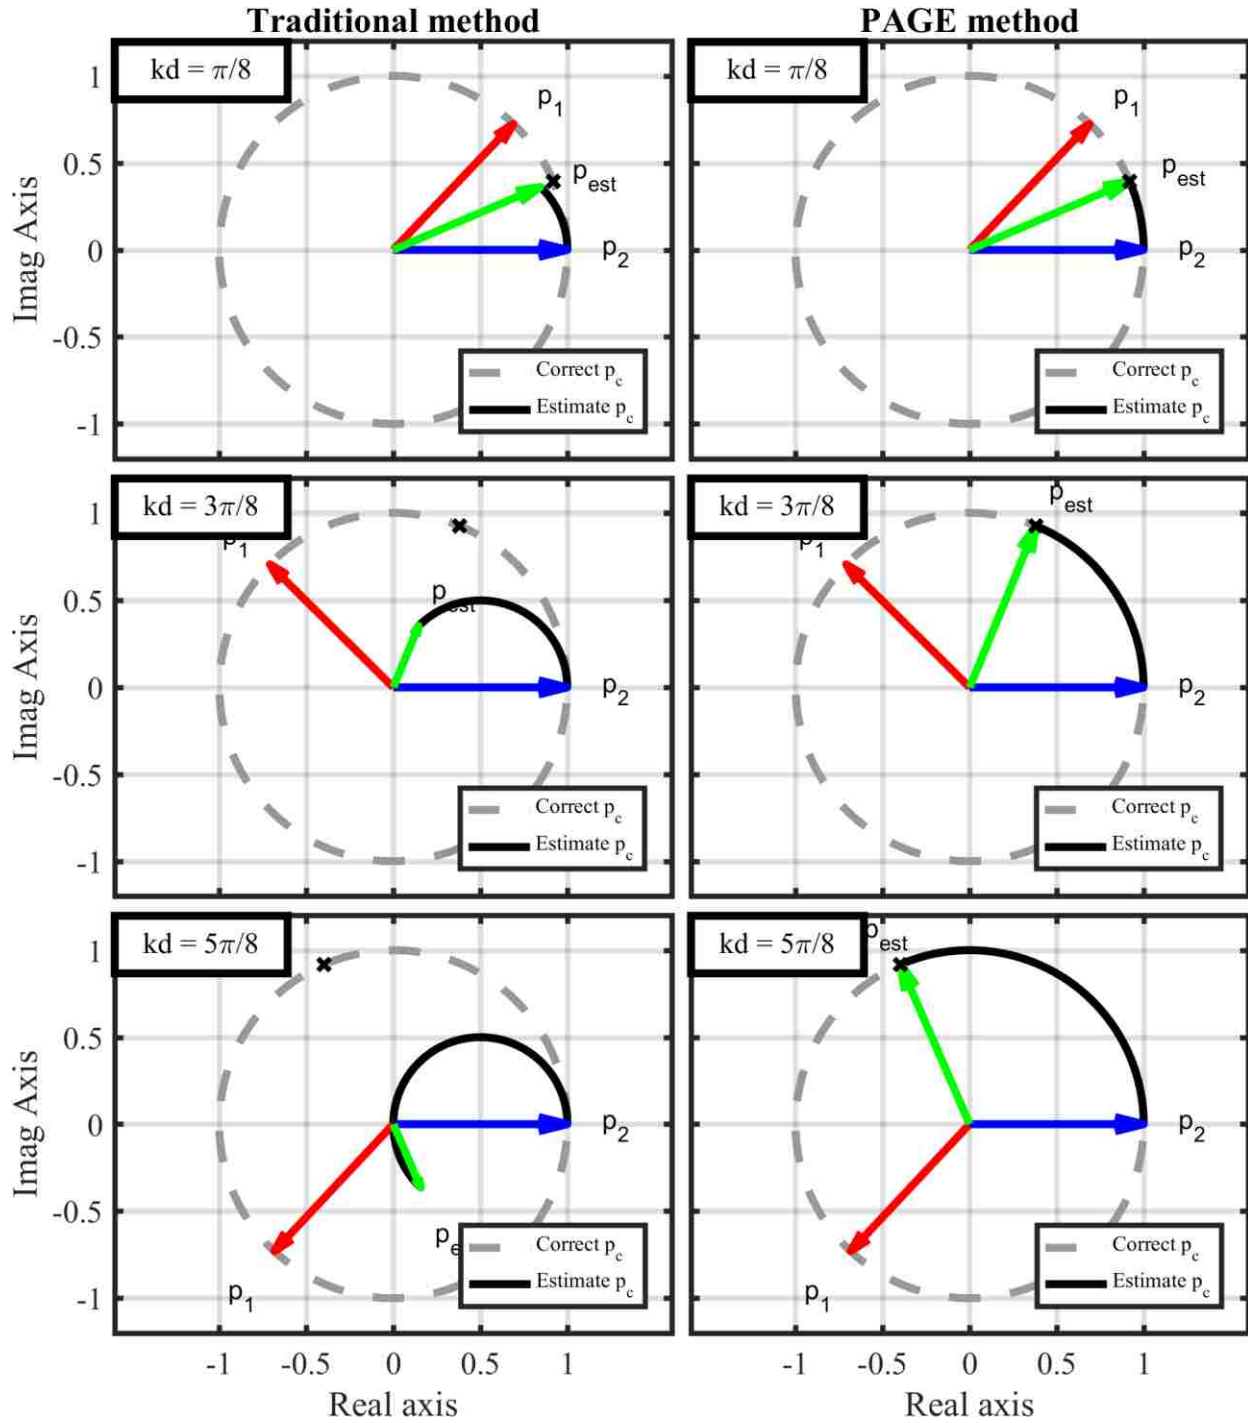 Traditional method
PAGE method
kd = π/8
kd = π/8
p1
p1
pest
pest
p2
p2
1
0.5
0
-0.5
-1
Imag Axis
Correct pc
Estimate pc
Correct pc
Estimate pc
kd = 3π/8
kd = 3π/8
pest
p1
p1
pest
p2
p2
1
0.5
0
-0.5
-1
Imag Axis
Correct pc
Estimate pc
Correct pc
Estimate pc
kd = 5π/8
kd = 5π/8
pest
p2
p2
1
0.5
0
-0.5
-1
Imag Axis
p1
p1
Correct pc
Estimate pc
Correct pc
Estimate pc
-1 -0.5 0 0.5 1
-1 -0.5 0 0.5 1
Real axis
Real axis